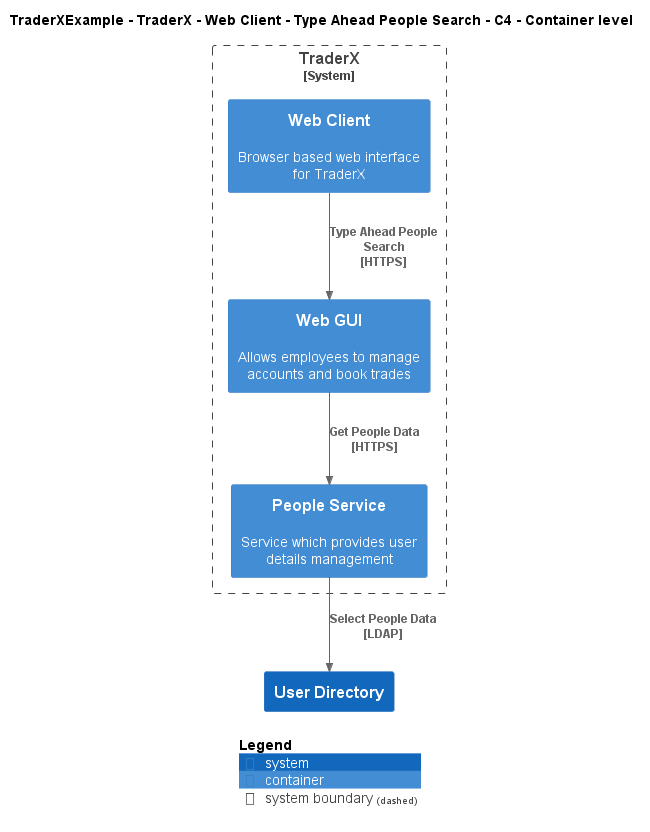 TraderXExample - TraderX - Web Client - Type Ahead People Search - C4 - Container level
TraderX
[System]
Web Client
Browser based web interface
for TraderX
Type Ahead People
Search
[HTTPS]
Web GUI
Allows employees to manage
accounts and book trades
Get People Data
[HTTPS]
People Service
Service which provides user
details management
Select People Data
[LDAP]
User Directory
Legend
system
container
system boundary (dashed)